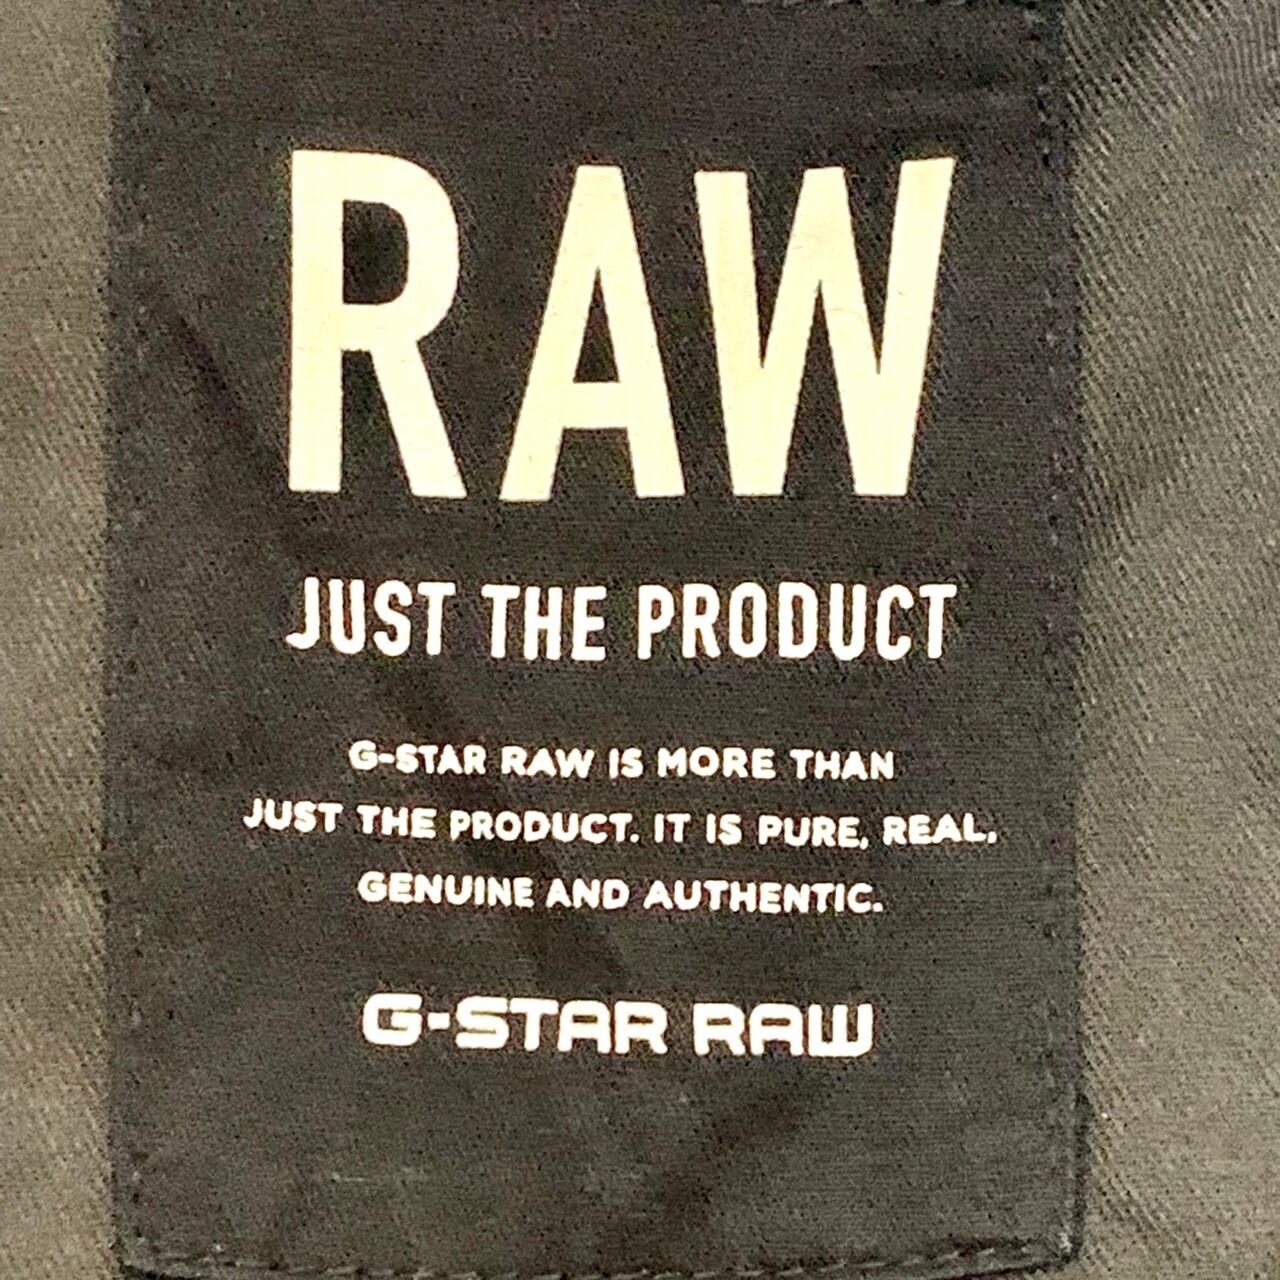 RAW
JUST THE PRODUCT
G-STAR RAW IS MORE THAN
JUST THE PRODUCT. IT IS PURE, REAL,
GENUINE AND AUTHENTIC.
G-STAR RAW